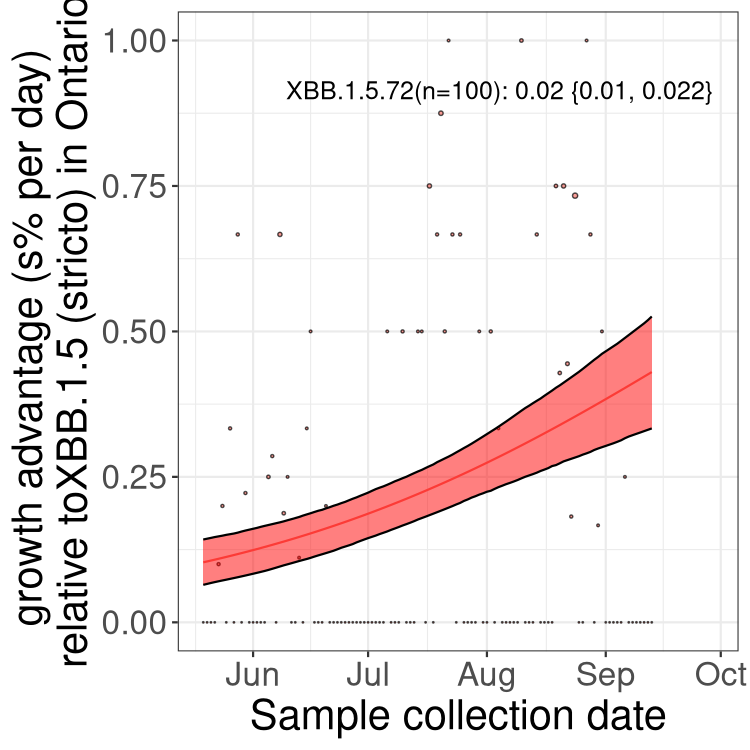 growth advantage (s% per day)
relative toXBB.1.5 (stricto) in Ontario
1.00
XBB.1.5.72(n=100): 0.02 {0.01, 0.022}
0.75
0.50
0.25
0.00
Jun Jul Aug Sep Oct
Sample collection date